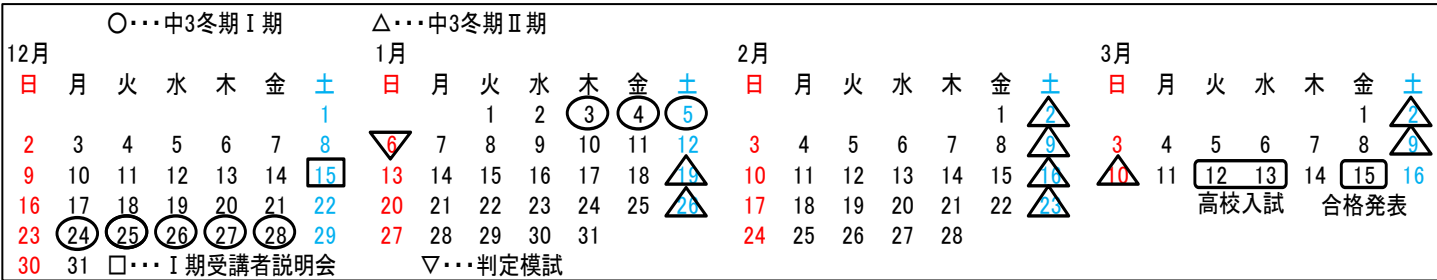 ○･･･中3冬期Ⅰ期 △･･･中3冬期Ⅱ期
12月 1月 2月 3月
日 月 火 水 木 金 土 日 月 火 水 木 金 土 日 月 火 水 木 金 土 日 月 火 水 木 金 土
1 1 2 3 4 5 1 2 1 2
2 3 4 5 6 7 8 6 7 8 9 10 11 12 3 4 5 6 7 8 9 3 4 5 6 7 8 9
9 10 11 12 13 14 15 13 14 15 16 17 18 19 10 11 12 13 14 15 16 10 11 12 13 14 15 16
16 17 18 19 20 21 22 20 21 22 23 24 25 26 17 18 19 20 21 22 23 高校入試 合格発表
23 24 25 26 27 28 29 27 28 29 30 31 24 25 26 27 28
30 31 □･･･Ⅰ期受講者説明会 ▽･･･判定模試